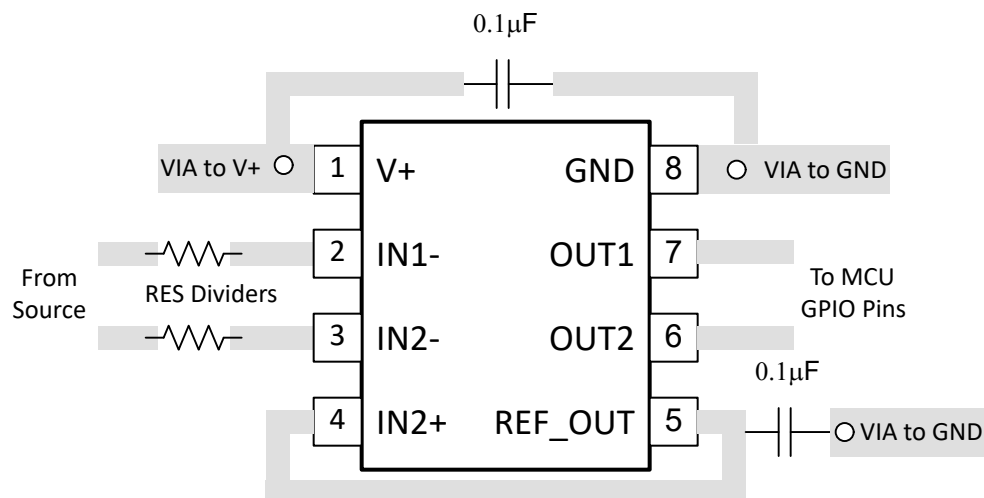 0.1μF
VIA to V+
1
V+
GND
8
VIA to GND
2
IN1-
OUT1
7
From
Source
RES Dividers
To MCU
GPIO Pins
3
IN2-
OUT2
6
0.1μF
4
IN2+
REF_OUT
5
VIA to GND